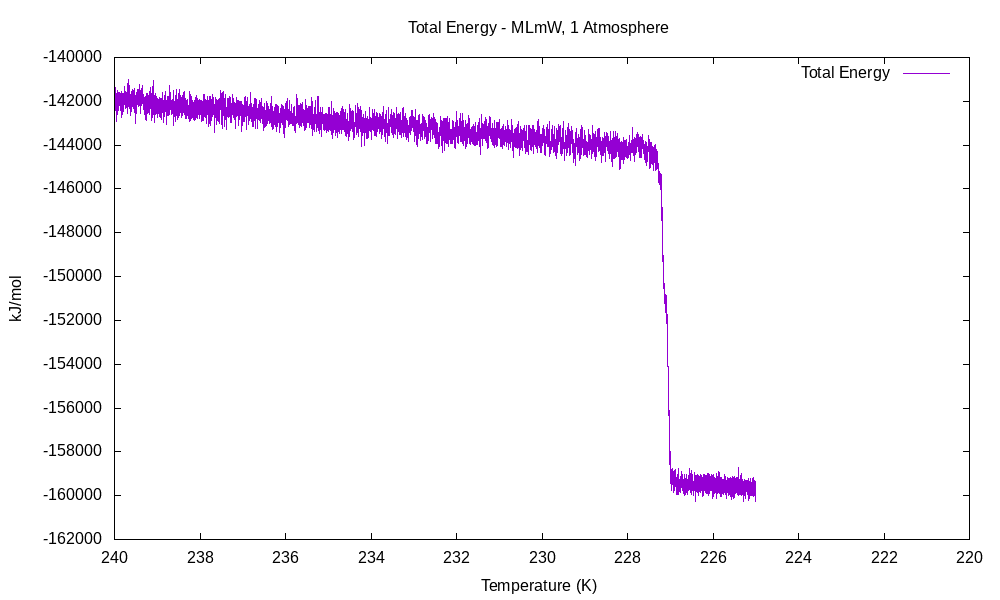 Total Energy - MLmW, 1 Atmosphere
Total Energy
-140000
-142000
-144000
-146000
-148000
-150000
-152000
-154000
-156000
-158000
-160000
-162000
kJ/mol
240 238 236 234 232 230 228 226 224 222 220
Temperature (K)